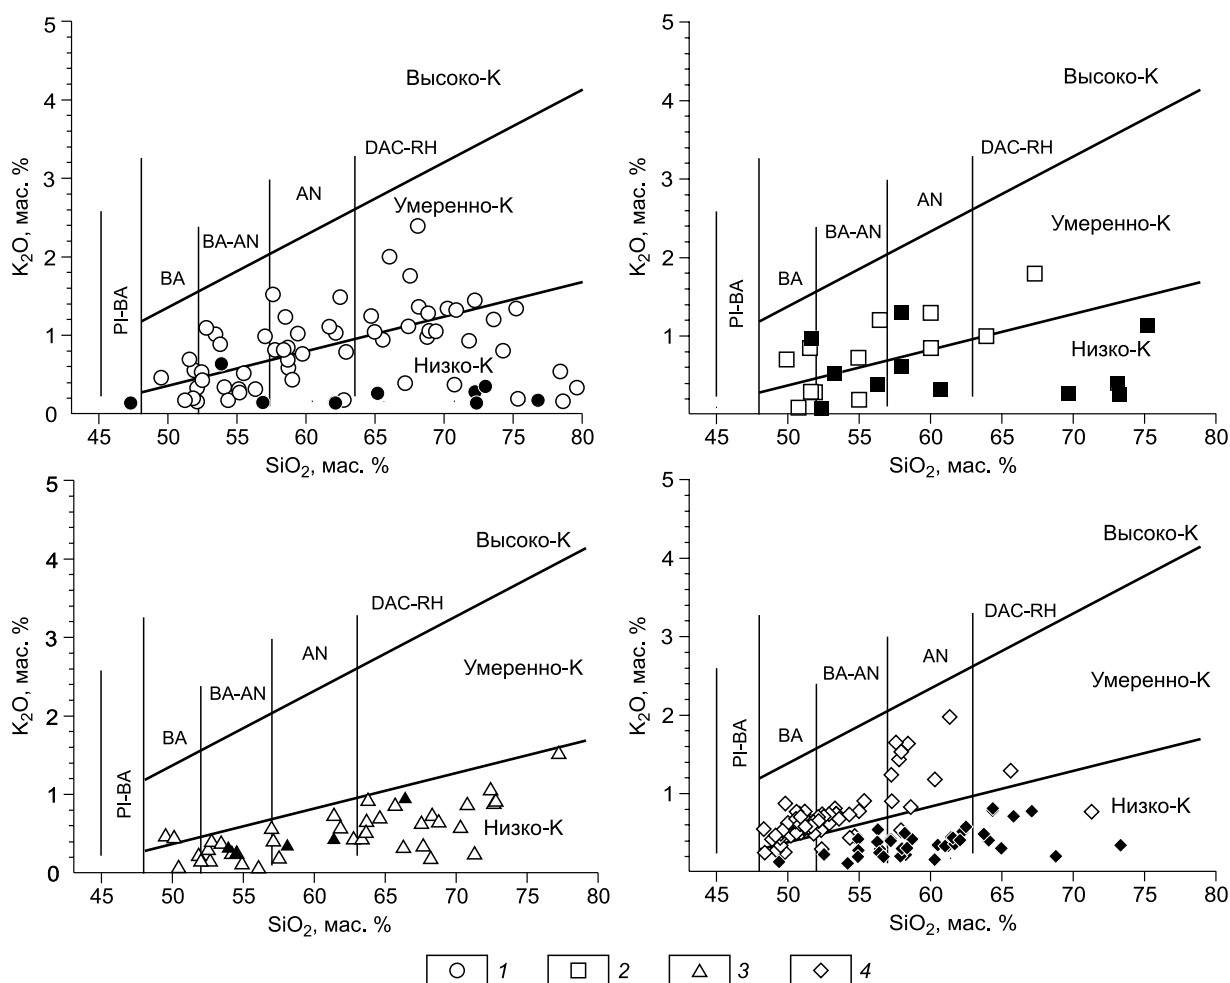 5
4
3
2
1
0
K₂O, мас. %
Высоко-К
DAC-RH
AN
Умеренно-К
BA-AN
BA
PI-BA
Низко-К
45 50 55 60 65 70 75 80
SiO₂, мас. %
5
4
3
2
1
0
K₂O, мас. %
Высоко-К
DAC-RH
AN
Умеренно-К
BA-AN
BA
PI-BA
Низко-К
45 50 55 60 65 70 75 80
SiO₂, мас. %
5
4
3
2
1
0
K₂O, мас. %
Высоко-К
DAC-RH
AN
Умеренно-К
BA-AN
BA
PI-BA
Низко-К
45 50 55 60 65 70 75 80
SiO₂, мас. %
5
4
3
2
1
0
K₂O, мас. %
Высоко-К
DAC-RH
AN
Умеренно-К
BA-AN
BA
PI-BA
Низко-К
45 50 55 60 65 70 75 80
SiO₂, мас. %
1 2 3 4